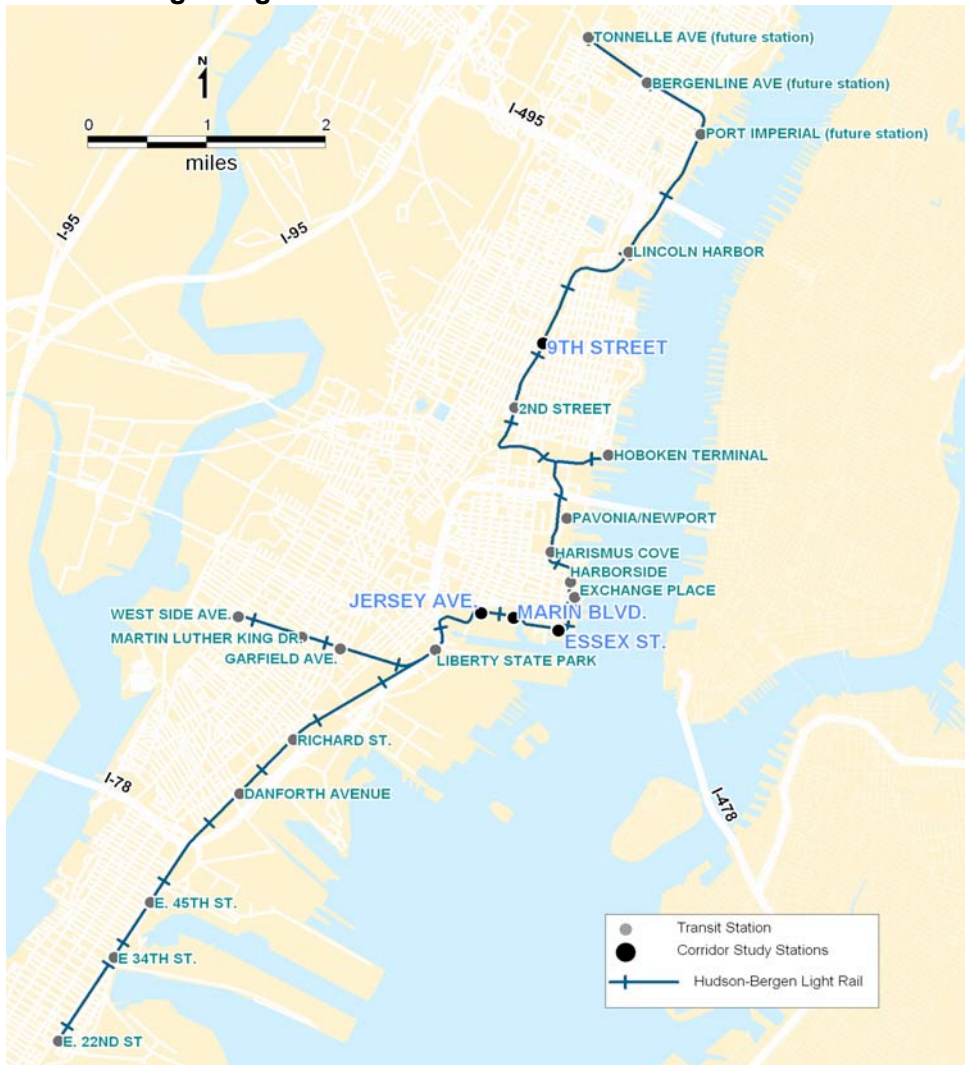 TONNELLE AVE (future station)
N
BERGENLINE AVE (future station)
I-495
0 1 2
miles
PORT IMPERIAL (future station)
I-95
I-95
LINCOLN HARBOR
9TH STREET
2ND STREET
HOBOKEN TERMINAL
PAVONIA/NEWPORT
HARISMUS COVE
HARBORSIDE
EXCHANGE PLACE
JERSEY AVE.
MARIN BLVD.
ESSEX ST.
WEST SIDE AVE.
MARTIN LUTHER KING DR.
GARFIELD AVE.
LIBERTY STATE PARK
RICHARD ST.
I-78
DANFORTH AVENUE
I-478
E. 45TH ST.
E 34TH ST.
E. 22ND ST
Transit Station
Corridor Study Stations
Hudson-Bergen Light Rail